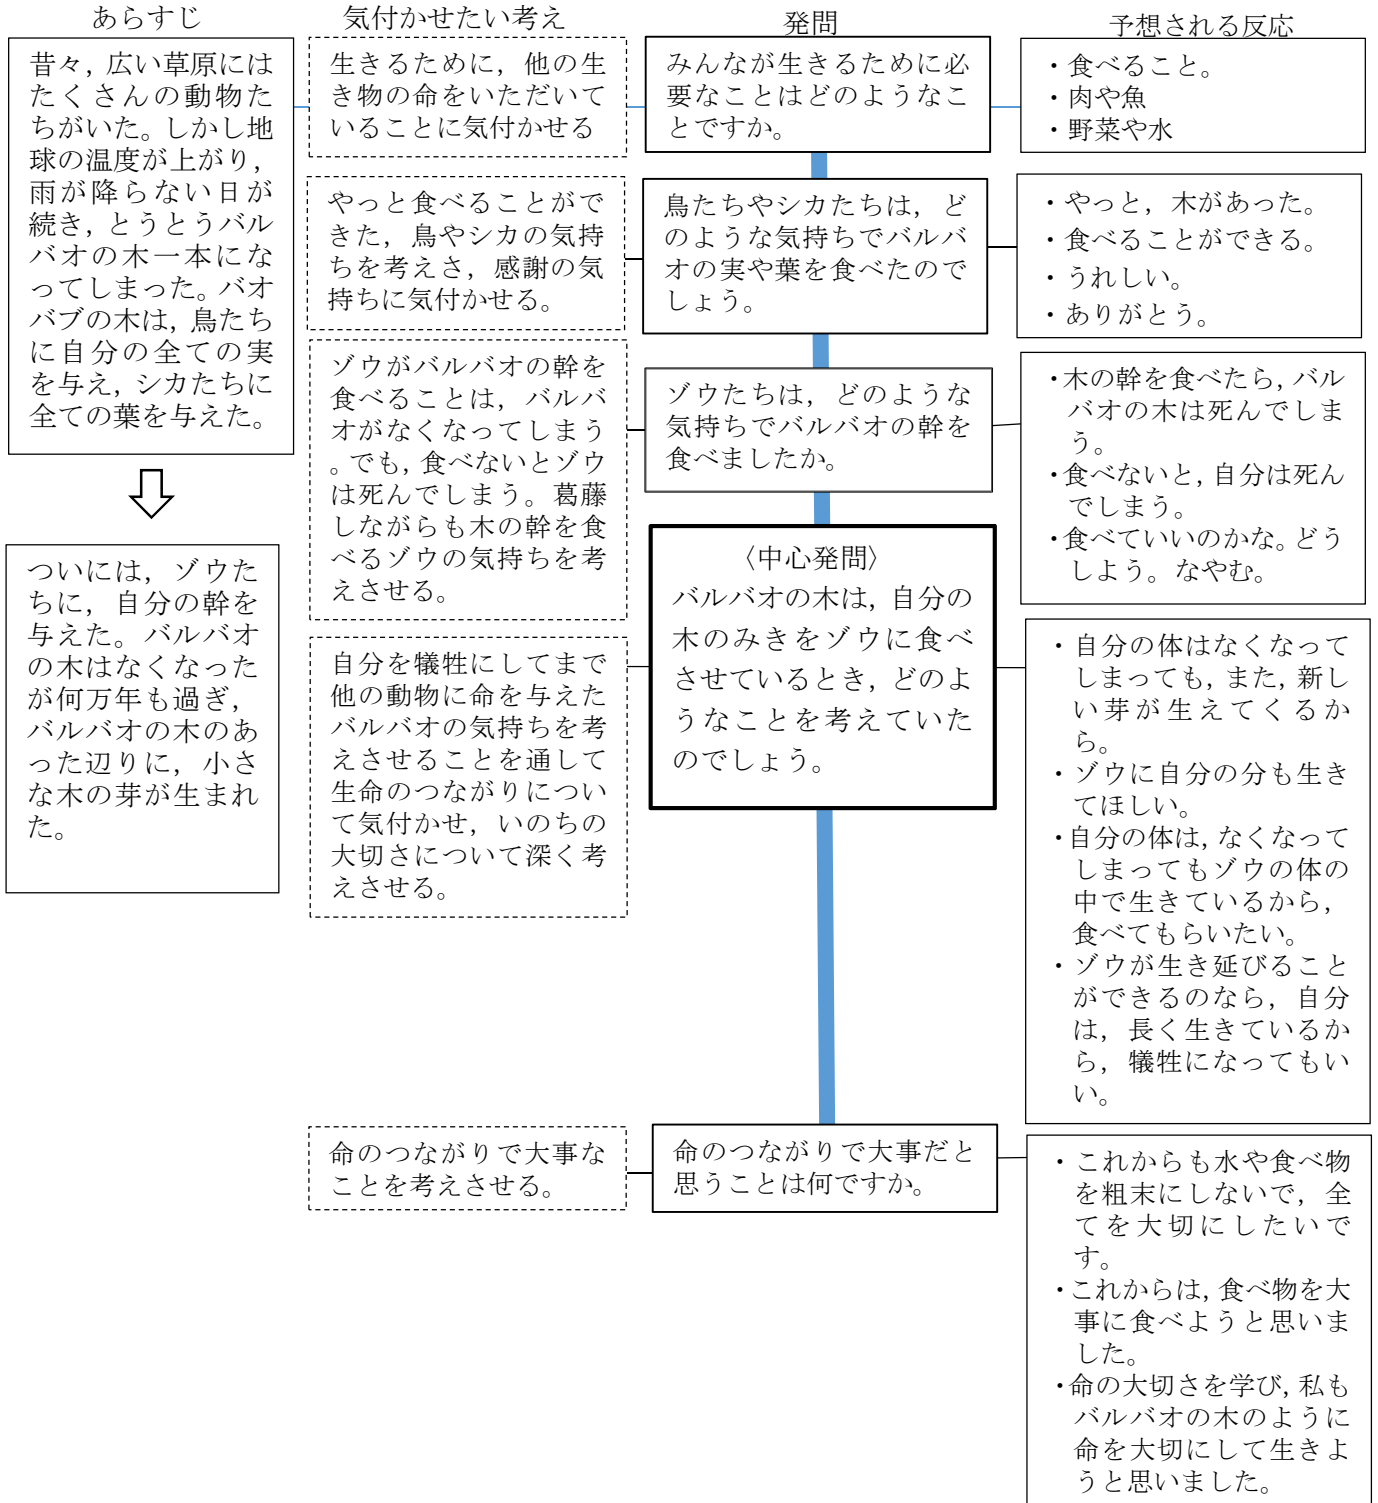 あらすじ
昔々，広い草原には
たくさんの動物た
ちがいた。しかし地
球の温度が上がり，
雨が降らない日が
続き，とうとうバル
バオの木一本にな
ってしまった。バオ
バブの木は，鳥たち
に自分の全ての実
を与え，シカたちに
全ての葉を与えた。
ついには，ゾウた
ちに，自分の幹を
与えた。バルバオ
の木はなくなった
が何万年も過ぎ，
バルバオの木のあ
った辺りに，小さ
な木の芽が生まれ
た。
気付かせたい考え
生きるために，他の生
き物の命をいただいて
いることに気付かせる
やっと食べることがで
きた，鳥やシカの気持
ちを考えさ，感謝の気
持ちに気付かせる。
ゾウがバルバオの幹を
食べることは，バルバ
オがなくなってしまう
。でも，食べないとゾウ
は死んでしまう。葛藤
しながらも木の幹を食
べるゾウの気持ちを考
えさせる。
自分を犠牲にしてまで
他の動物に命を与えた
バルバオの気持ちを考
えさせることを通して
生命のつながりについ
て気付かせ，いのちの
大切さについて深く考
えさせる。
命のつながりで大事な
ことを考えさせる。
発問
みんなが生きるために必
要なことはどのようなこ
とですか。
鳥たちやシカたちは，ど
のような気持ちでバルバ
オの実や葉を食べたので
しょう。
ゾウたちは，どのような
気持ちでバルバオの幹を
食べましたか。
〈中心発問〉
バルバオの木は，自分の
木のみきをゾウに食べ
させているとき，どのよ
うなことを考えていた
のでしょう。
命のつながりで大事だと
思うことは何ですか。
予想される反応
・食べること。
・肉や魚
・野菜や水
・やっと，木があった。
・食べることができる。
・うれしい。
・ありがとう。
・木の幹を食べたら，バル
バオの木は死んでしま
う。
・食べないと，自分は死ん
でしまう。
・食べていいのかな。どう
しよう。なやむ。
・自分の体はなくなって
しまっても，また，新し
い芽が生えてくるか
ら。
・ゾウに自分の分も生き
てほしい。
・自分の体は，なくなって
しまってもゾウの体の
中で生きているから，
食べてもらいたい。
・ゾウが生き延びること
ができるのなら，自分
は，長く生きているか
ら，犠牲になってもい
い。
・これからも水や食べ物
を粗末にしないで，全
てを大切にしたいで
す。
・これからは，食べ物を大
事に食べようと思いま
した。
・命の大切さを学び，私も
バルバオの木のように
命を大切にして生きよ
うと思いました。